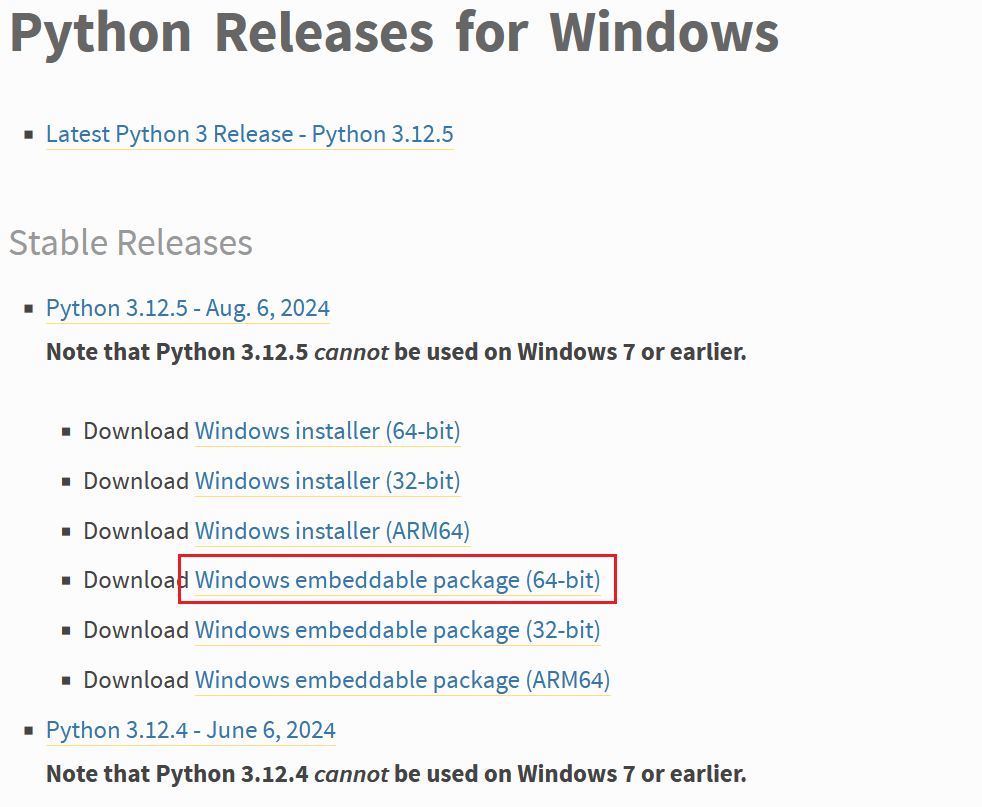 Python Releases for Windows
Latest Python 3 Release - Python 3.12.5
Stable Releases
Python 3.12.5 - Aug. 6, 2024
Note that Python 3.12.5 cannot be used on Windows 7 or earlier.
Download Windows installer (64-bit)
Download Windows installer (32-bit)
Download Windows installer (ARM64)
Download Windows embeddable package (64-bit)
Download Windows embeddable package (32-bit)
Download Windows embeddable package (ARM64)
Python 3.12.4 - June 6, 2024
Note that Python 3.12.4 cannot be used on Windows 7 or earlier.